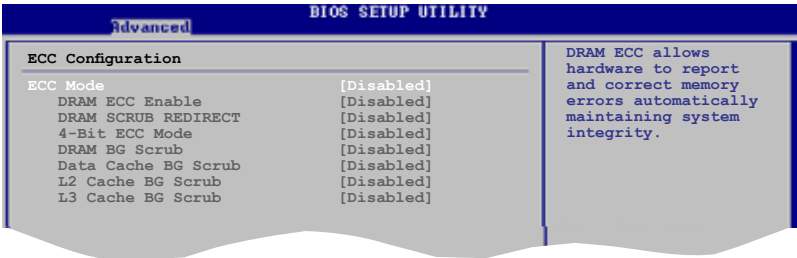 BIOS SETUP UTILITY
Advanced
ECC Configuration
ECC Mode [Disabled]
DRAM ECC Enable [Disabled]
DRAM SCRUB REDIRECT [Disabled]
4-Bit ECC Mode [Disabled]
DRAM BG Scrub [Disabled]
Data Cache BG Scrub [Disabled]
L2 Cache BG Scrub [Disabled]
L3 Cache BG Scrub [Disabled]
DRAM ECC allows
hardware to report
and correct memory
errors automatically
maintaining system
integrity.